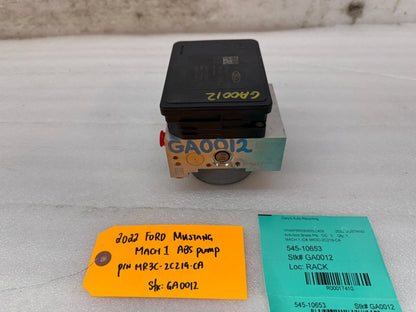 GA0012
GA0012
2022 FORD MUSTANG
MACH 1 ABS pump
P/N MR3C-2C219-CA
Stk: GA0012
545-10653
Stk# GA0012
Loc: RACK
R00017410
545-10653
Stk# GA0012